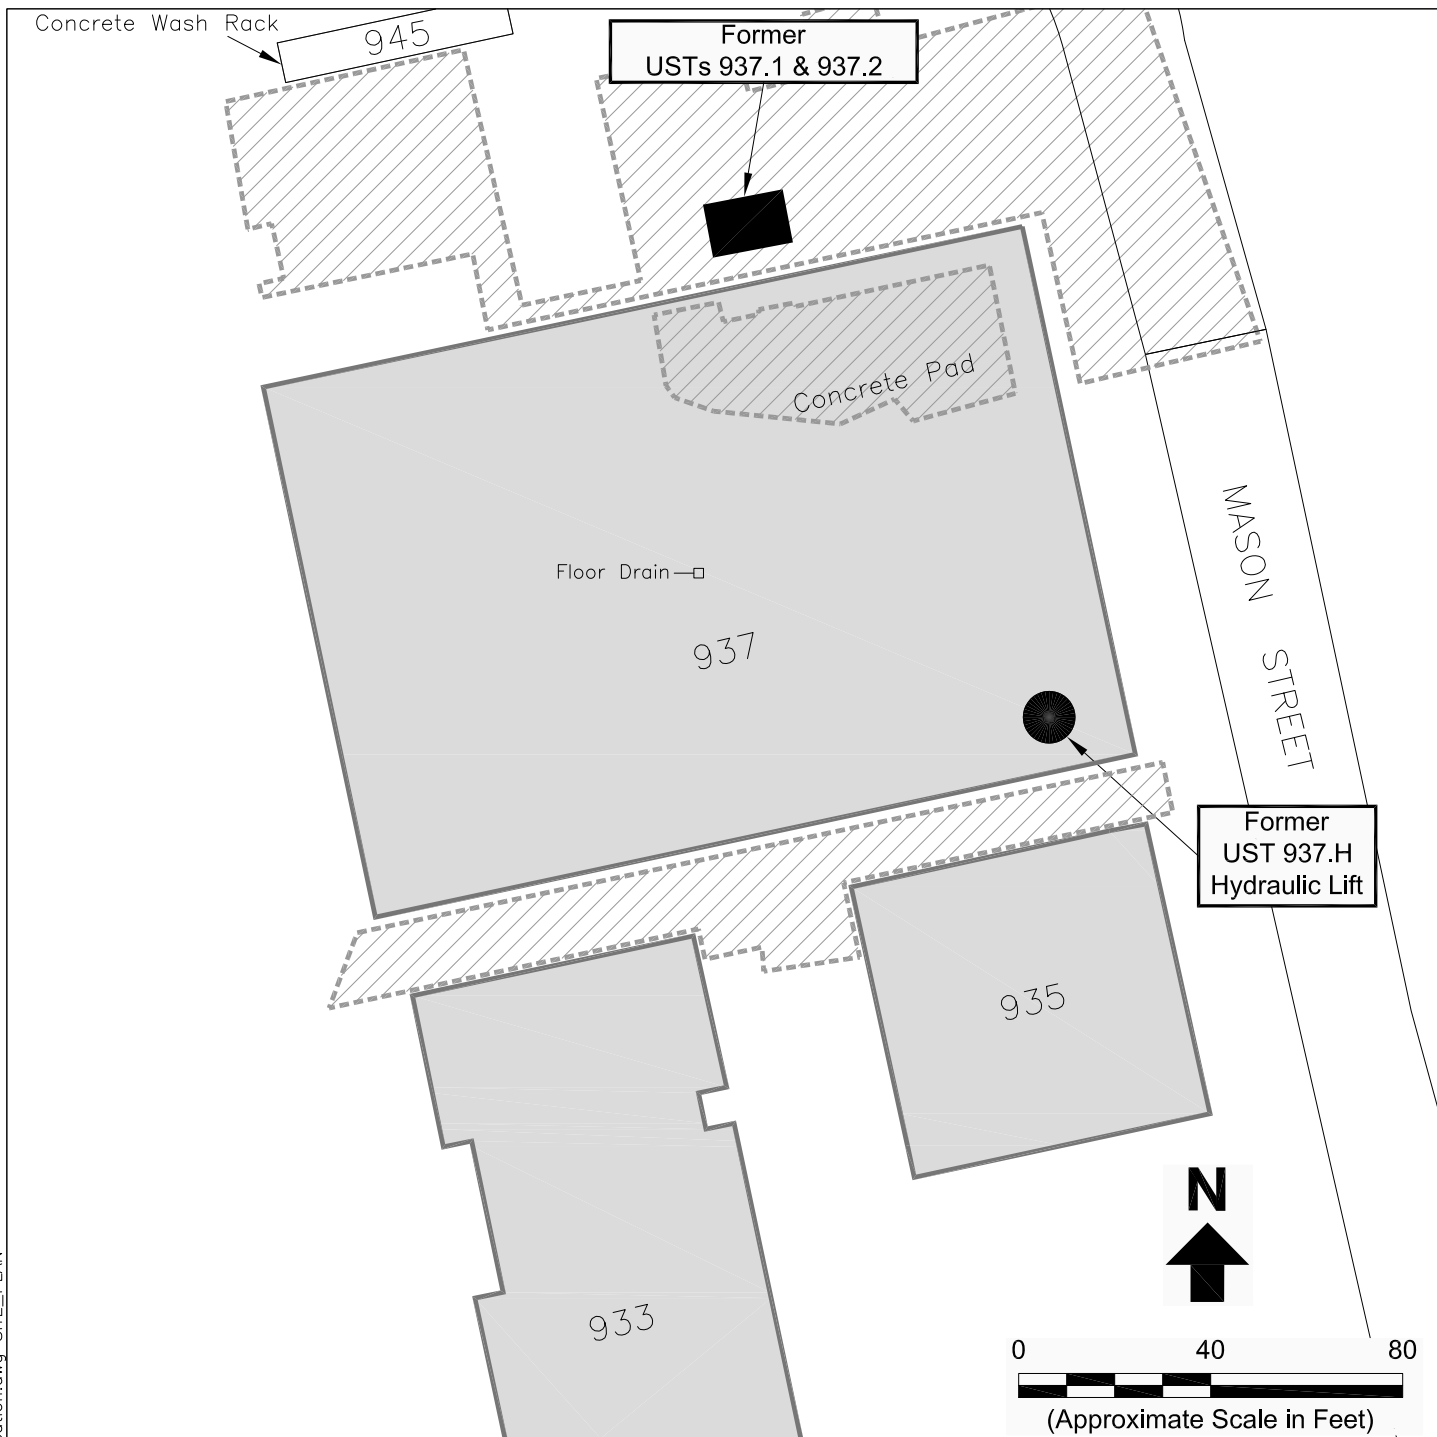 Concrete Wash Rack
945
Former
USTs 937.1 & 937.2
Concrete Pad
MASON STREET
Floor Drain
937
Former
UST 937.H
Hydraulic Lift
935
933
N
0 40 80
(Approximate Scale in Feet)